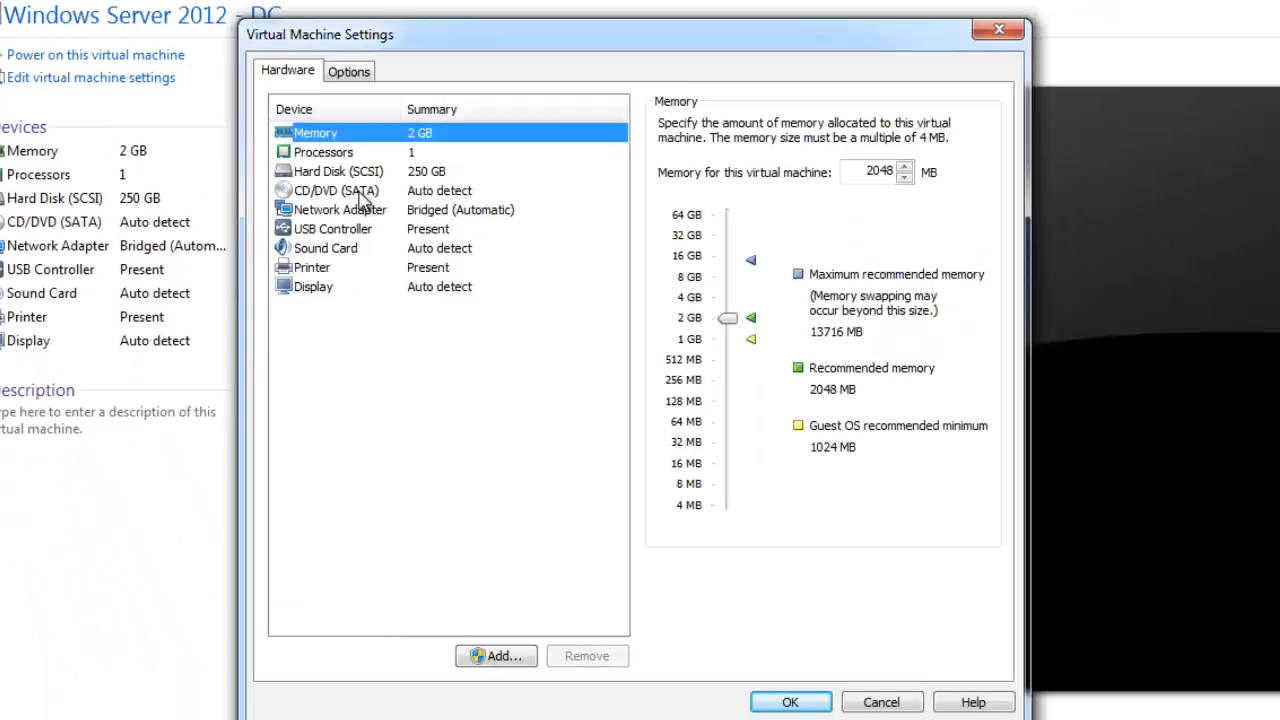 Windows Server 2012 - DC
Power on this virtual machine
Edit virtual machine settings
evices
Memory 2 GB
Processors 1
Hard Disk (SCSI) 250 GB
CD/DVD (SATA) Auto detect
Network Adapter Bridged (Autom...
USB Controller Present
Sound Card Auto detect
Printer Present
Display Auto detect
escription
ype here to enter a description of this
rtual machine.
Virtual Machine Settings
Hardware Options
Device Summary
Memory 2 GB
Processors 1
Hard Disk (SCSI) 250 GB
CD/DVD (SATA) Auto detect
Network Adapter Bridged (Automatic)
USB Controller Present
Sound Card Auto detect
Printer Present
Display Auto detect
Add... Remove
Memory
Specify the amount of memory allocated to this virtual
machine. The memory size must be a multiple of 4 MB.
Memory for this virtual machine: 2048 MB
64 GB
32 GB
16 GB
8 GB
4 GB
2 GB
1 GB
512 MB
256 MB
128 MB
64 MB
32 MB
16 MB
8 MB
4 MB
Maximum recommended memory
(Memory swapping may
occur beyond this size.)
13716 MB
Recommended memory
2048 MB
Guest OS recommended minimum
1024 MB
OK Cancel Help